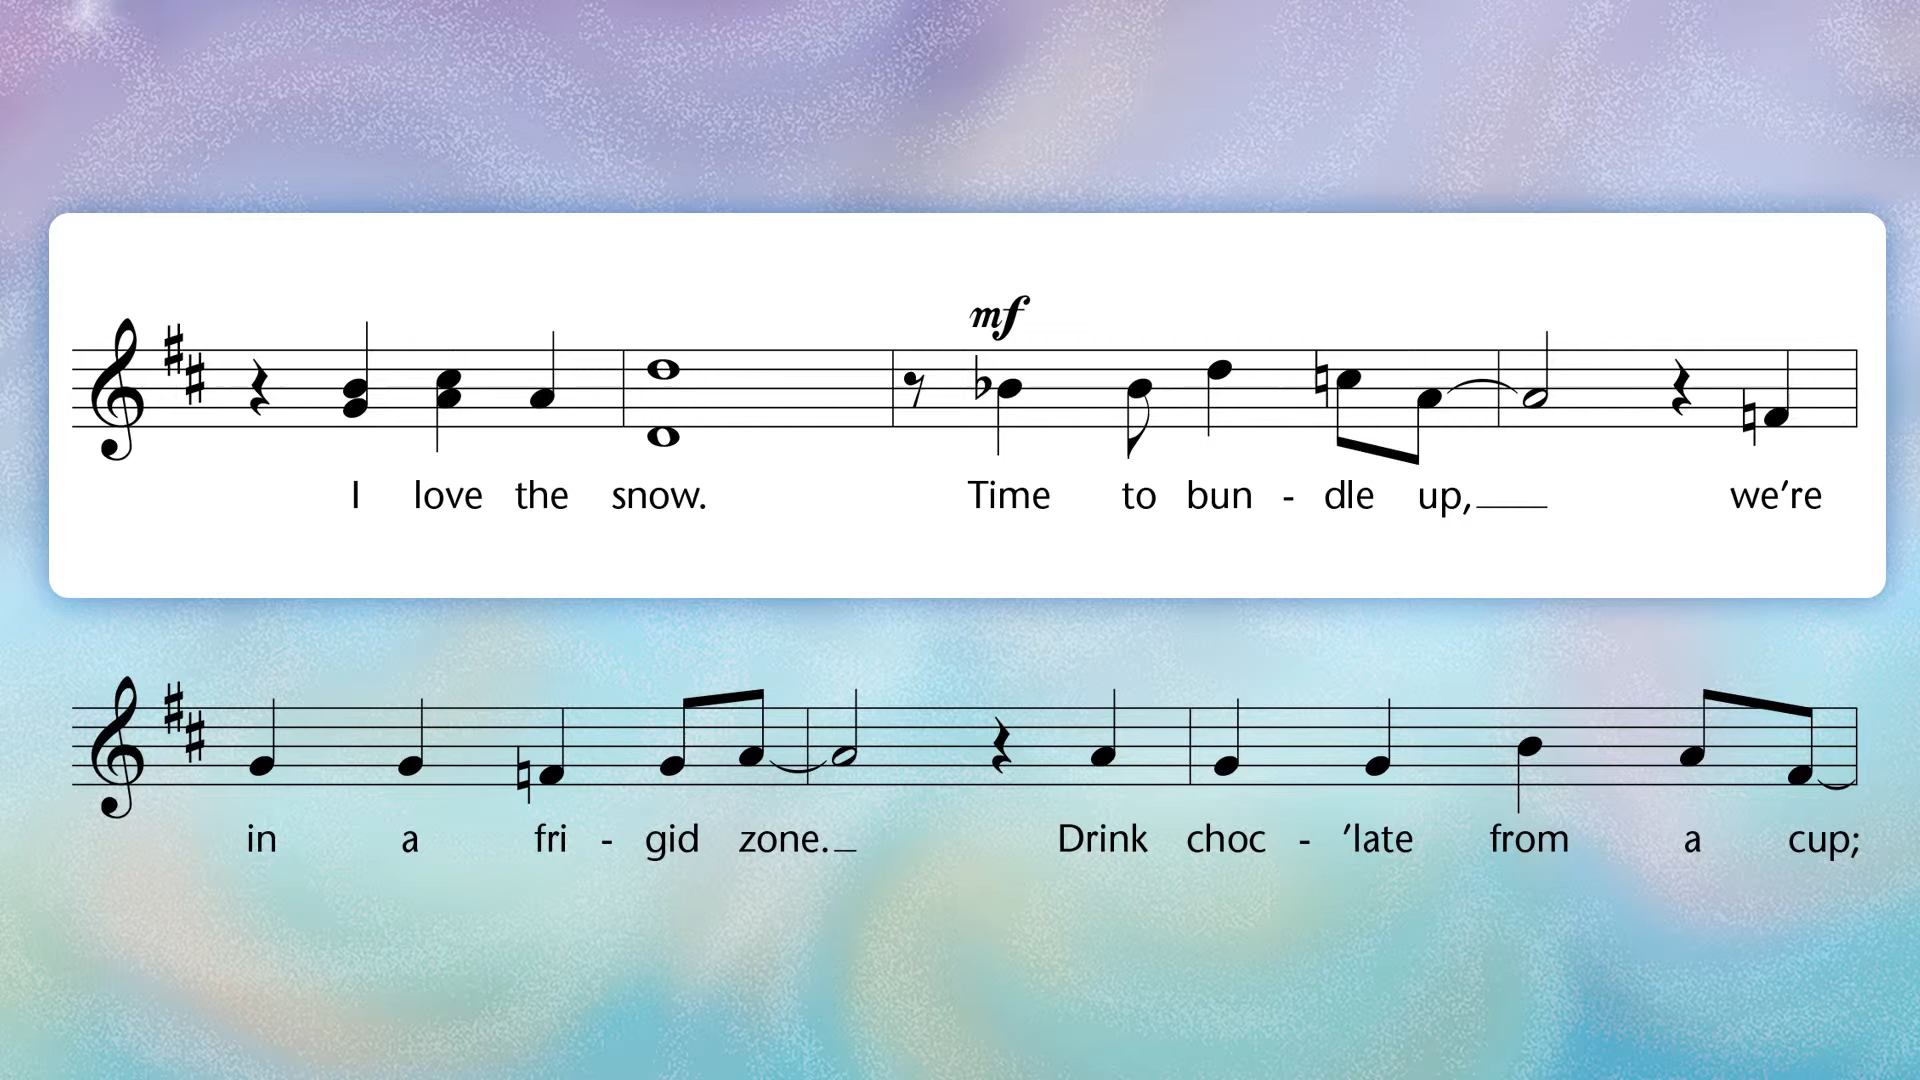 mf
I love the snow. Time to bun - dle up, we’re
in a fri - gid zone. Drink choc - ’late from a cup;